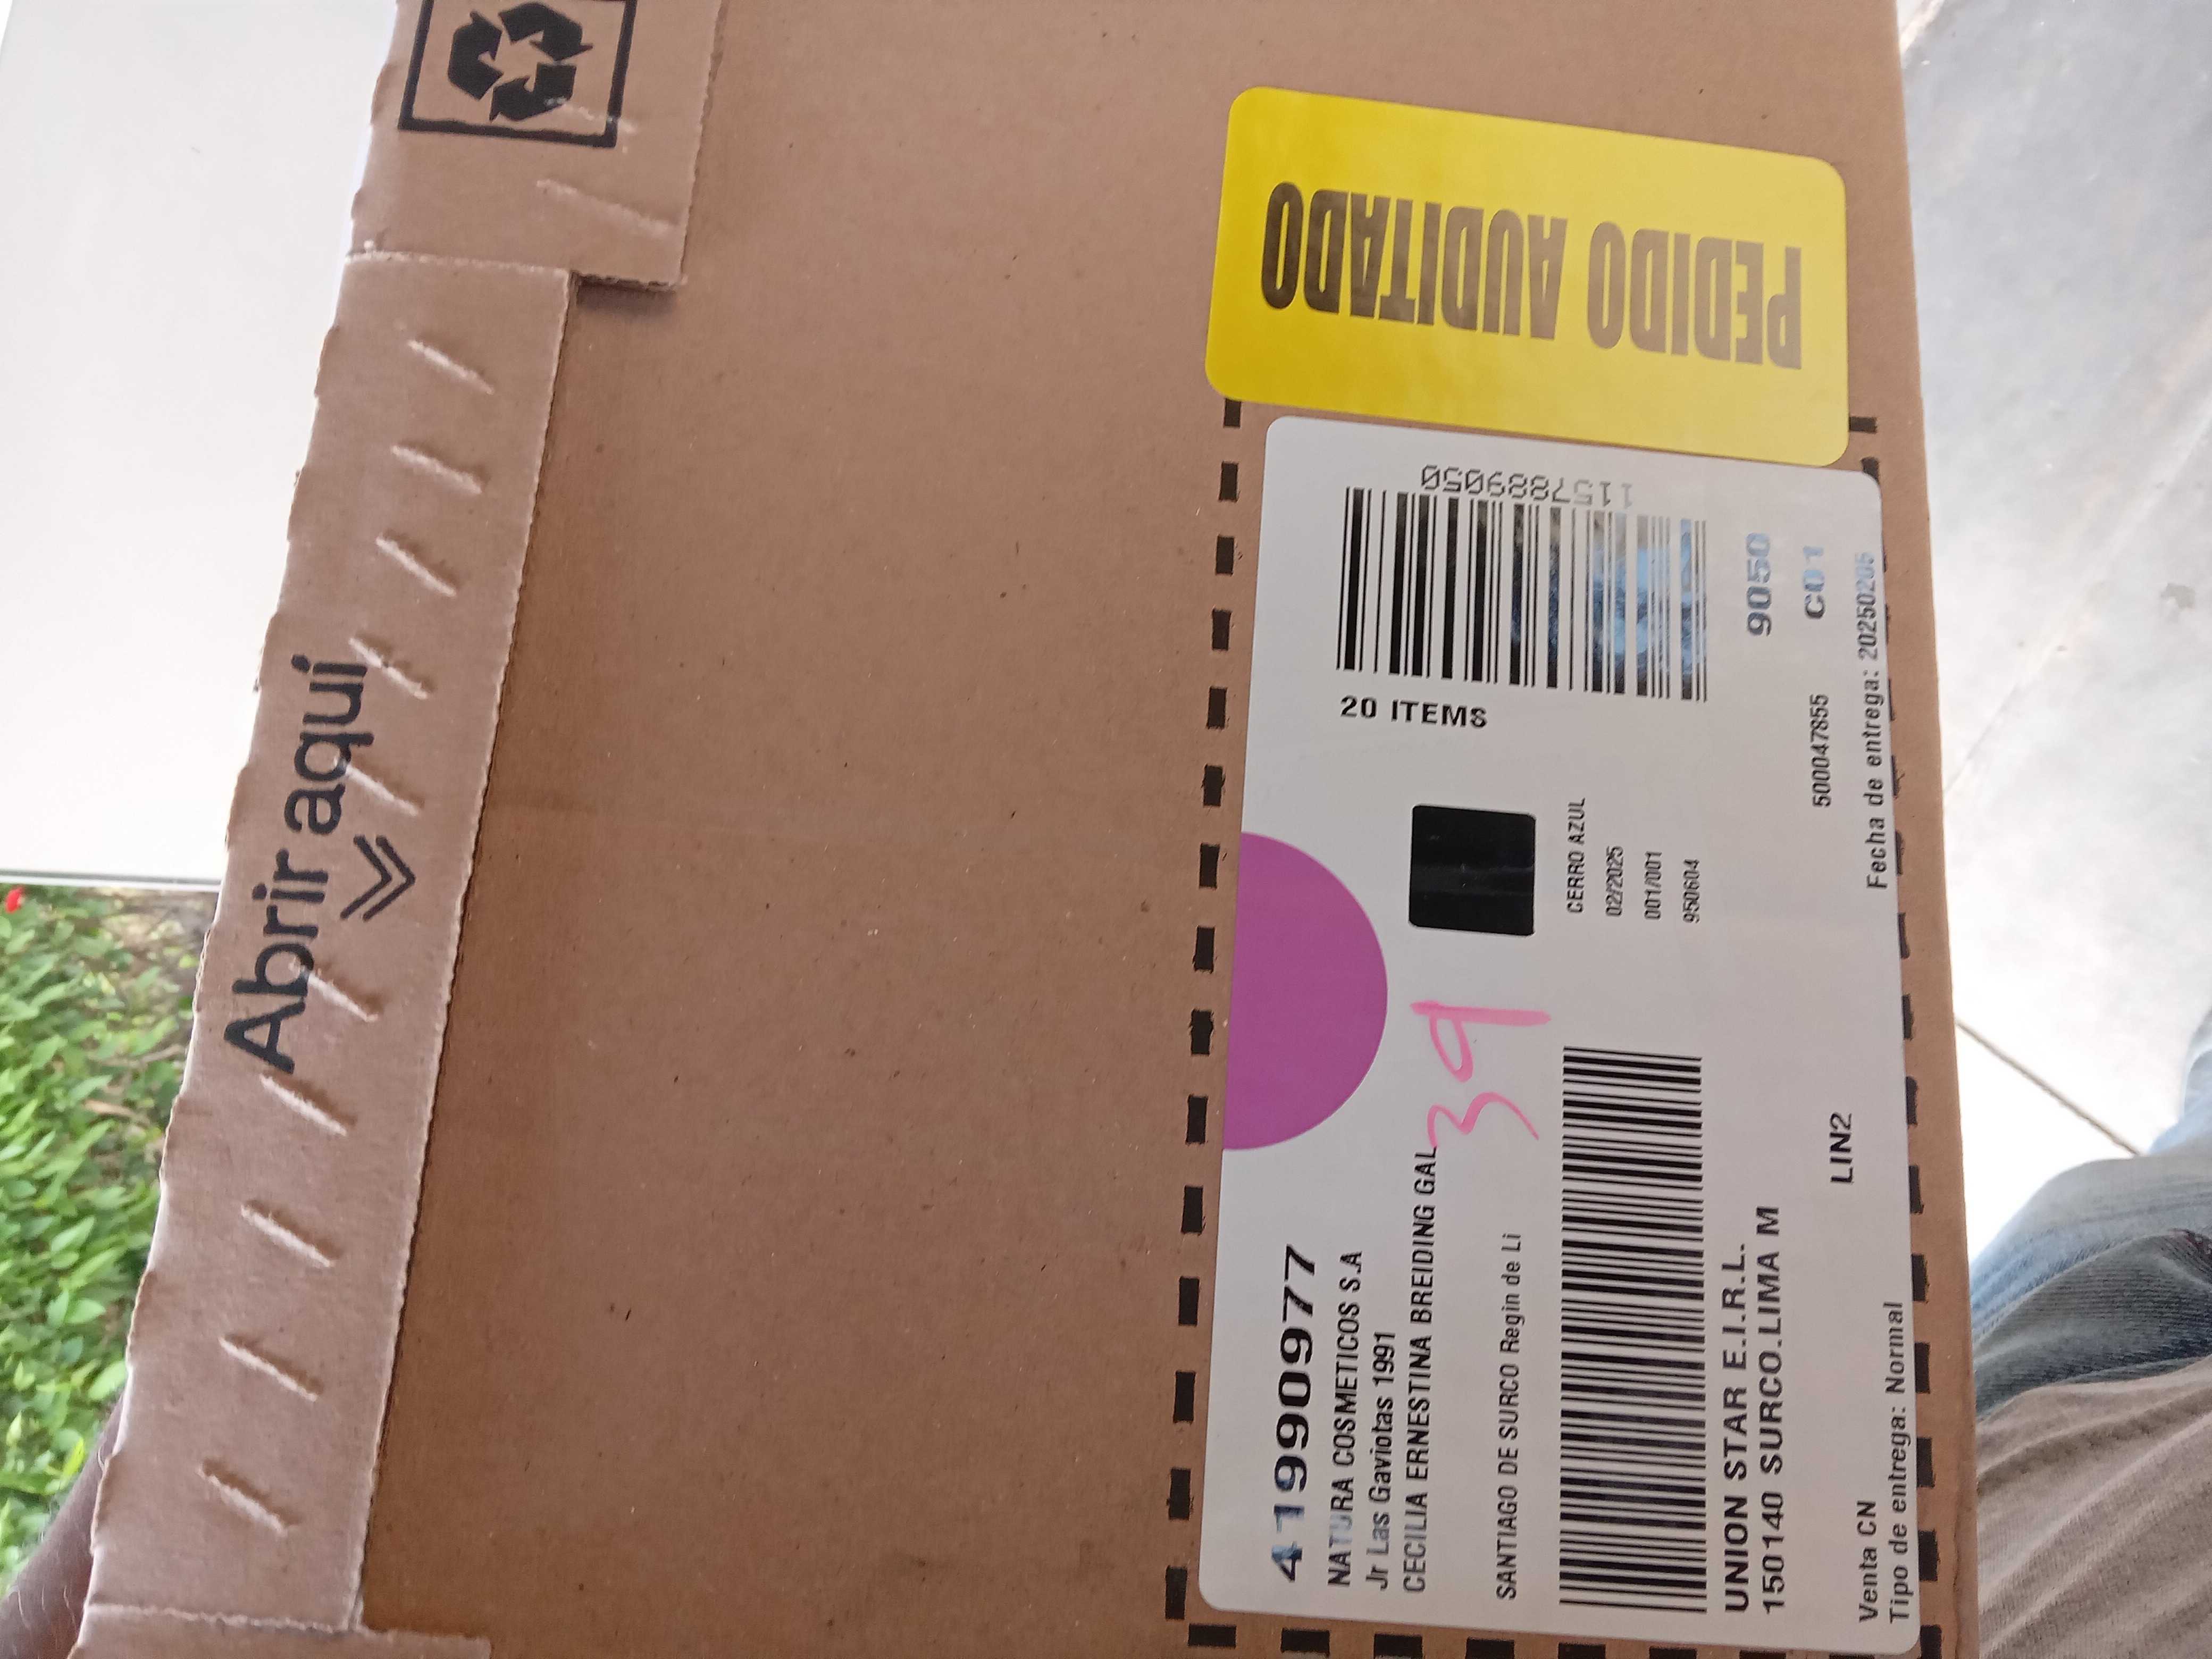 Abrir aquí
PEDIDO AUDITADO
41990977
NATURA COSMETICOS S.A
Jr Las Gaviotas 1991
CECILIA ERNESTINA BREIDING GAL
39
SANTIAGO DE SURCO Regin de Li
UNION STAR E.I.R.L.
150140 SURCO.LIMA M
LIN2
Venta CN
Tipo de entrega: Normal
20 ITEMS
1157889050
CERRO AZUL
02/2025
001/001
950604
9050
C01
500047855
Fecha de entrega: 20250205